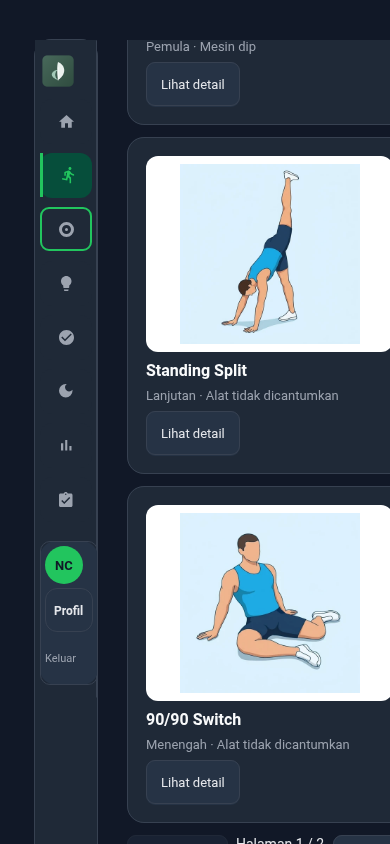 Pemula · Mesin dip
Lihat detail
Standing Split
Lanjutan · Alat tidak dicantumkan
Lihat detail
NC
Profil
Keluar
90/90 Switch
Menengah · Alat tidak dicantumkan
Lihat detail
Halaman 1 / 2